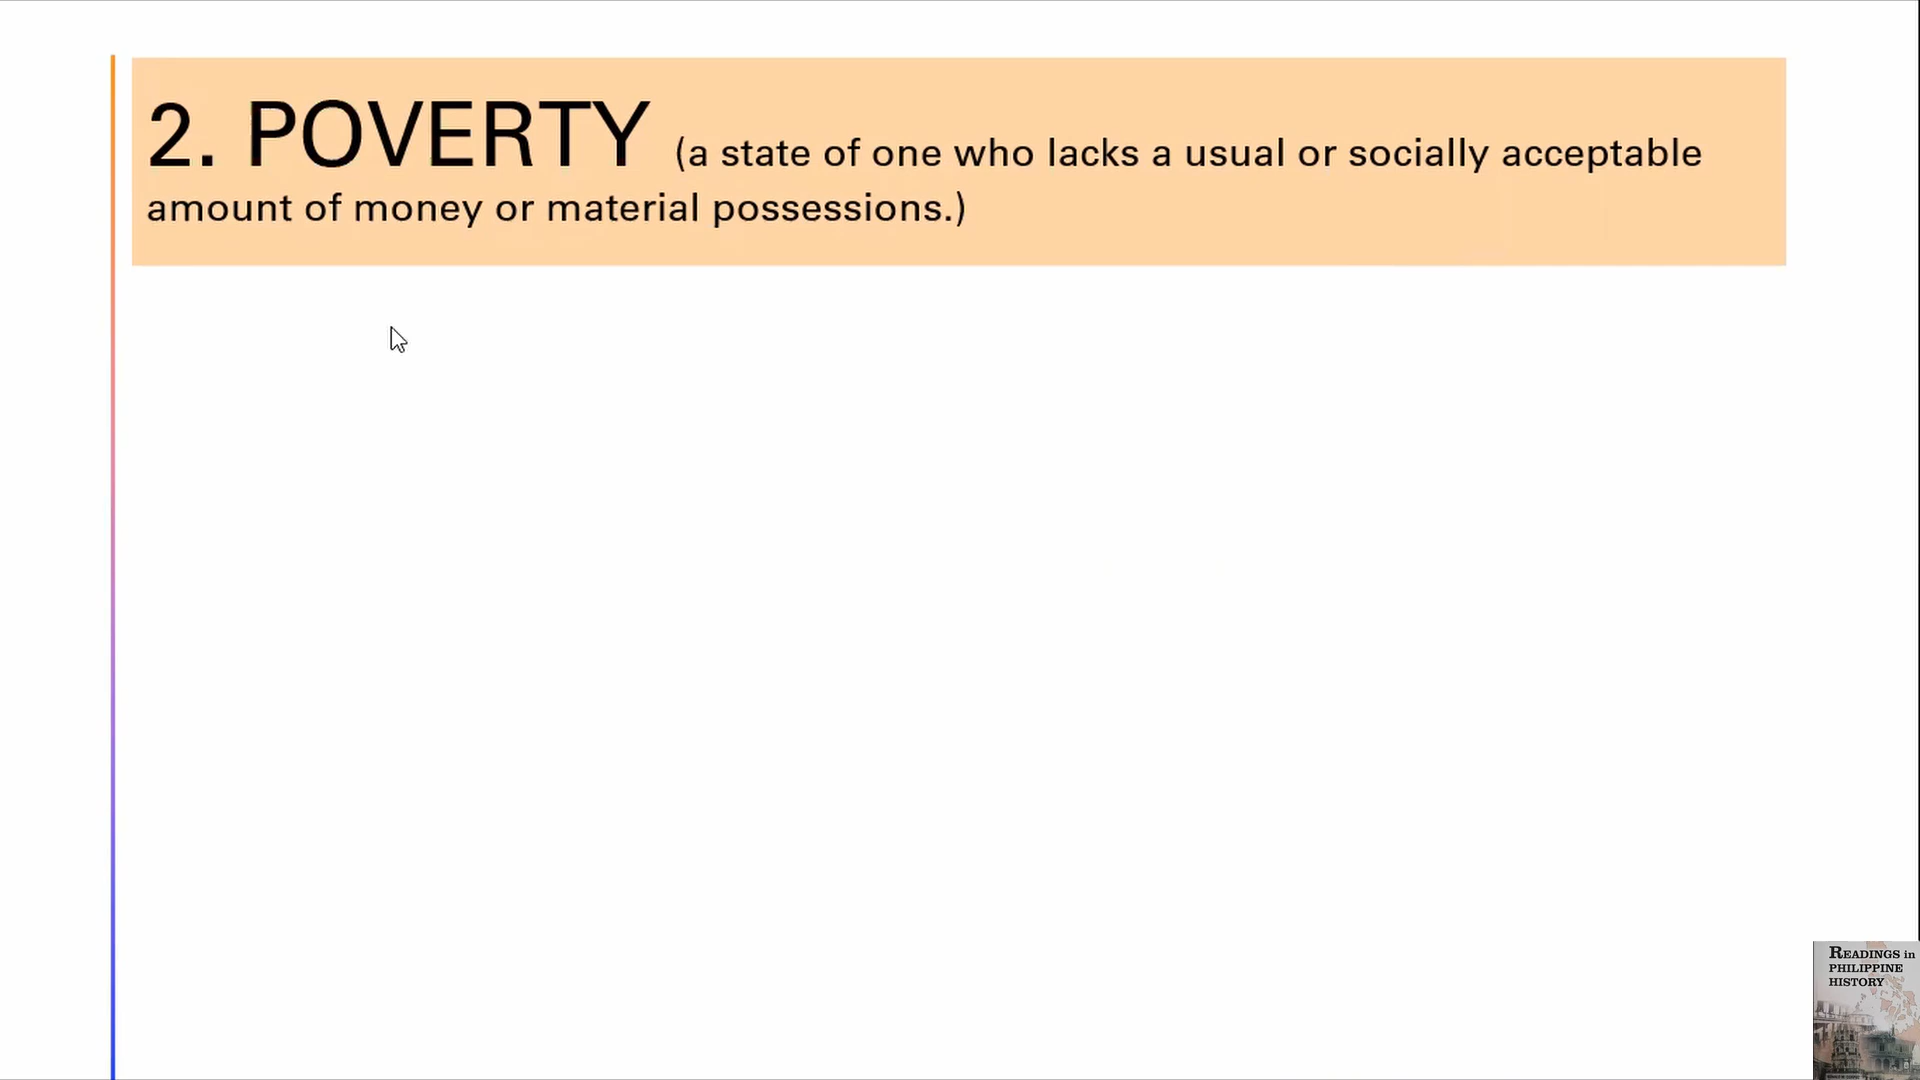 2. POVERTY (a state of one who lacks a usual or socially acceptable
amount of money or material possessions.)
READINGS in
PHILIPPINE
HISTORY